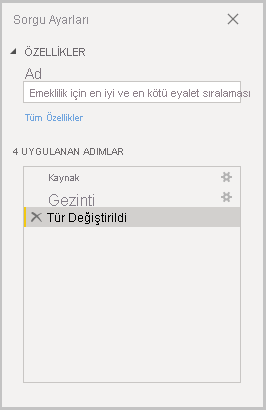 Sorgu Ayarları
ÖZELLİKLER
Ad
Emeklilik için en iyi ve en kötü eyalet sıralaması
Tüm Özellikler
4 UYGULANAN ADIMLAR
Kaynak
Gezinti
Tür Değiştirildi